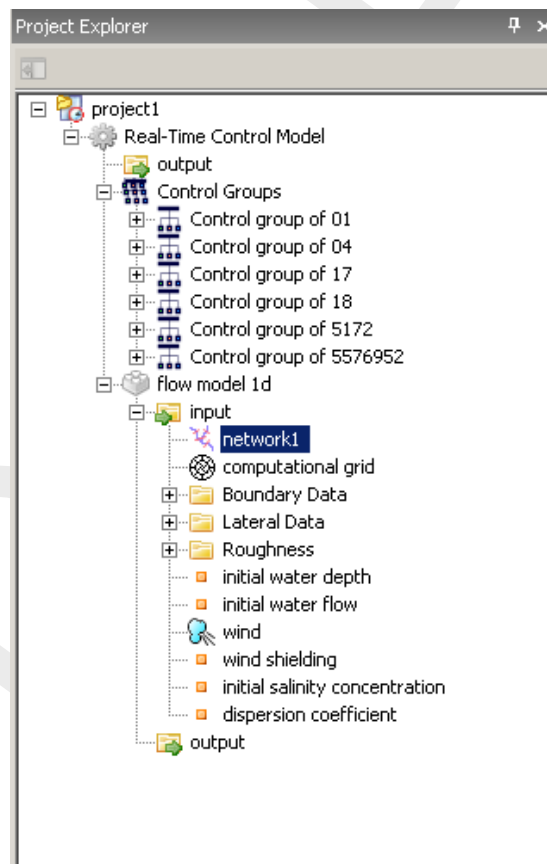 Project Explorer
project1
Real-Time Control Model
output
Control Groups
Control group of 01
Control group of 04
Control group of 17
Control group of 18
Control group of 5172
Control group of 5576952
flow model 1d
input
network1
computational grid
Boundary Data
Lateral Data
Roughness
initial water depth
initial water flow
wind
wind shielding
initial salinity concentration
dispersion coefficient
output